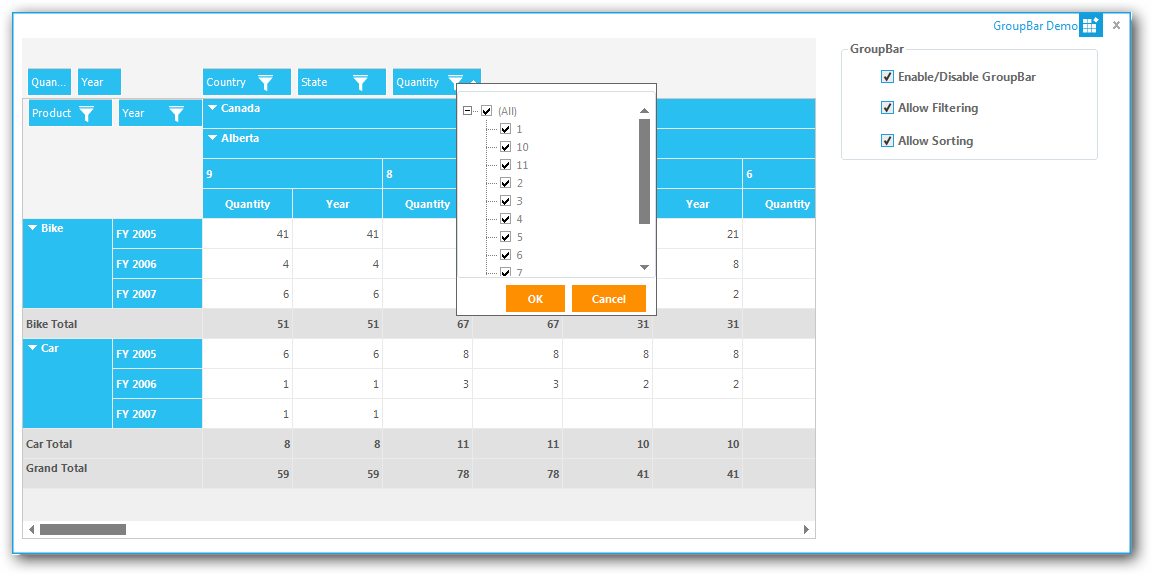 GroupBar Demo
GroupBar
Enable/Disable GroupBar
Allow Filtering
Allow Sorting
Quan... Year Country State Quantity
Product Year Canada
Alberta
9 8 6
Quantity Year Quantity Year Quantity
(All)
1
10
11
2
3
4
5
6
7
OK Cancel
Bike FY 2005 41 41 21
FY 2006 4 4 8
FY 2007 6 6 2
Bike Total 51 51 67 67 31 31
Car FY 2005 6 6 8 8 8 8
FY 2006 1 1 3 3 2 2
FY 2007 1 1
Car Total 8 8 11 11 10 10
Grand Total 59 59 78 78 41 41